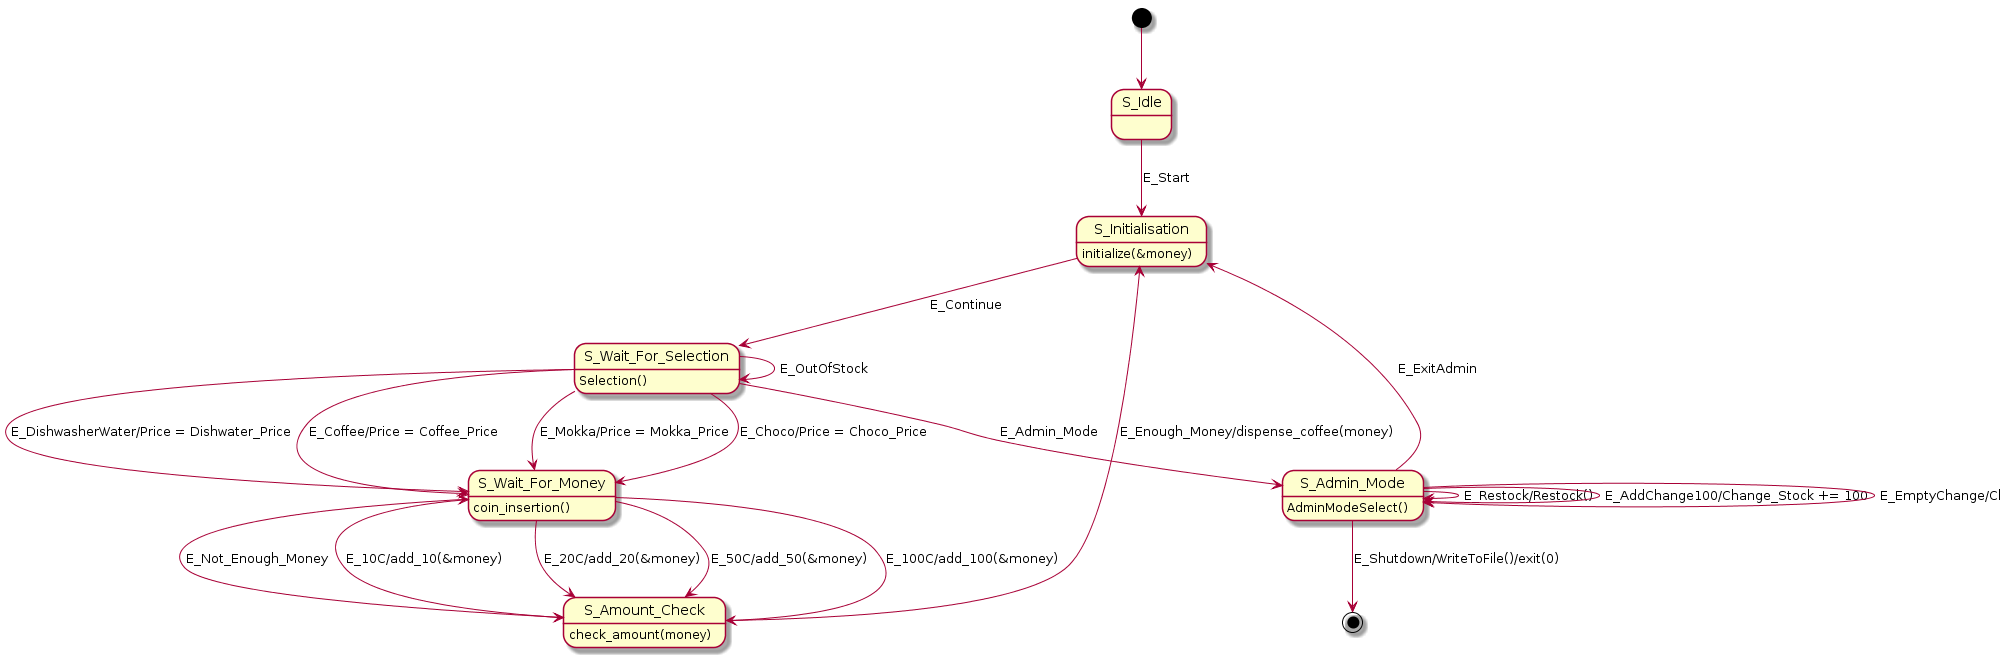 S_Idle
E_Start
S_Initialisation
initialize(&money)
E_Continue
S_Wait_For_Selection
Selection()
E_OutOfStock
E_ExitAdmin
E_DishwasherWater/Price = Dishwater_Price
E_Coffee/Price = Coffee_Price
E_Mokka/Price = Mokka_Price
E_Choco/Price = Choco_Price
E_Admin_Mode
E_Enough_Money/dispense_coffee(money)
S_Wait_For_Money
coin_insertion()
S_Admin_Mode
AdminModeSelect()
E_Restock/Restock()
E_AddChange100/Change_Stock += 100
E_EmptyChange/
E_Not_Enough_Money
E_10C/add_10(&money)
E_20C/add_20(&money)
E_50C/add_50(&money)
E_100C/add_100(&money)
E_Shutdown/WriteToFile()/exit(0)
S_Amount_Check
check_amount(money)